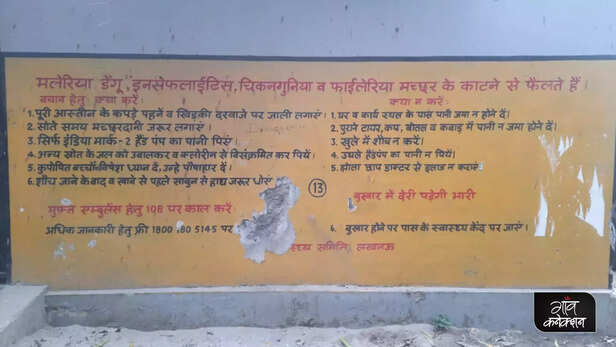 मलेरिया डेंगू, इनसेफलाईटिस, चिकनगुनिया व फाईलेरिया मच्छर के काटने से फैलते हैं।
बचाव हेतु क्या करें
1. पूरी आस्तीन के कपड़े पहनें व खिड़की दरवाजे पर जाली लगाएं।
2. सोते समय मच्छरदानी जरूर लगाएं।
3. सिर्फ इंडिया मार्क-2 हैंड पंप का पानी पिएं।
4. अन्य स्रोत के जल को उबालकर व क्लोरीन से विसंक्रमित कर पियें।
5. कुपोषित बच्चों को विशेष ध्यान दें, उन्हें पौष्टाहार दें।
6. शौच जाने के बाद व खाने से पहले साबुन से हाथ जरूर धोएं
मुफ्त एम्बुलेंस हेतु 108 पर काल करें
अधिक जानकारी हेतु फ्री 1800 180 5145 पर
क्या न करें
1. घर व कार्य स्थल के पास पानी जमा न होने दें।
2. पुराने टायर, कप, बोतल व कबाड़ में पानी न जमा होने दें।
3. खुले में शौच न करें।
4. उथले हैंडपंप का पानी न पियें।
5. झोला छाप डाक्टर से इलाज न कराएं
बुखार में देरी पड़ेगी भारी
6. बुखार होने पर पास के स्वास्थ्य केंद्र पर जाएं।
13
स्थ्य समिति, लखनऊ
गाँव
कनेक्शन